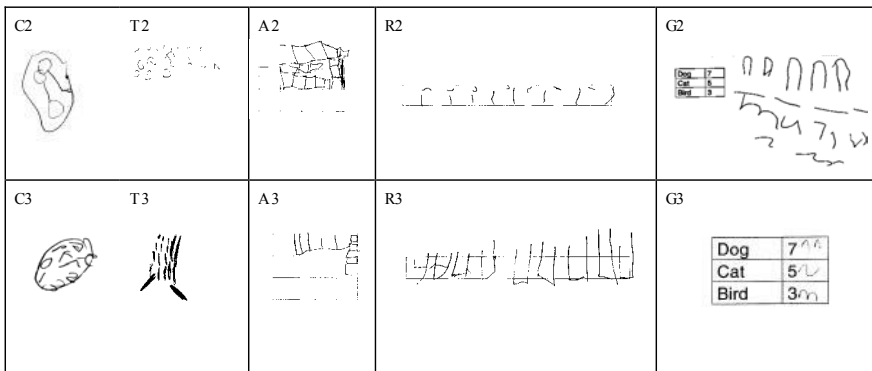 C2 T2 A2 R2 G2
Dog 7
Cat 5
Bird 3
C3 T3 A3 R3 G3
Dog 7
Cat 5
Bird 3